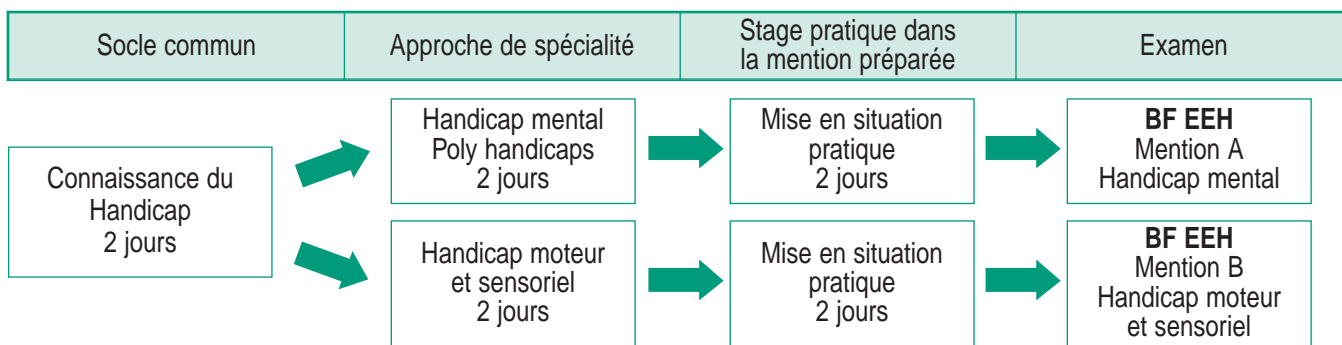 Socle commun
Approche de spécialité
Stage pratique dans
la mention préparée
Examen
Connaissance du
Handicap
2 jours
Handicap mental
Poly handicaps
2 jours
Mise en situation
pratique
2 jours
BF EEH
Mention A
Handicap mental
Handicap moteur
et sensoriel
2 jours
Mise en situation
pratique
2 jours
BF EEH
Mention B
Handicap moteur
et sensoriel